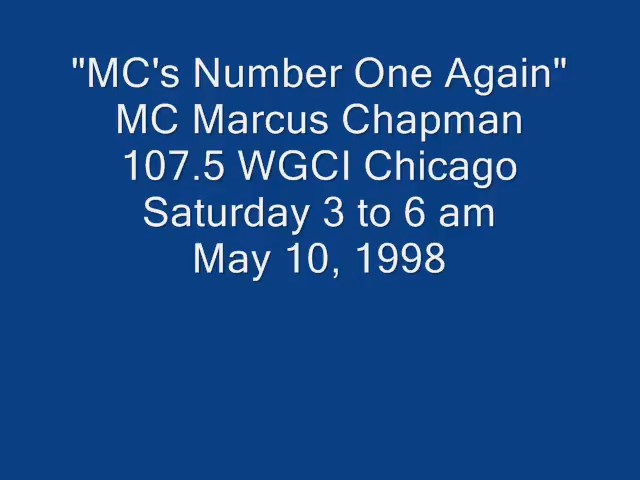 "MC's Number One Again"
MC Marcus Chapman
107.5 WGCI Chicago
Saturday 3 to 6 am
May 10, 1998